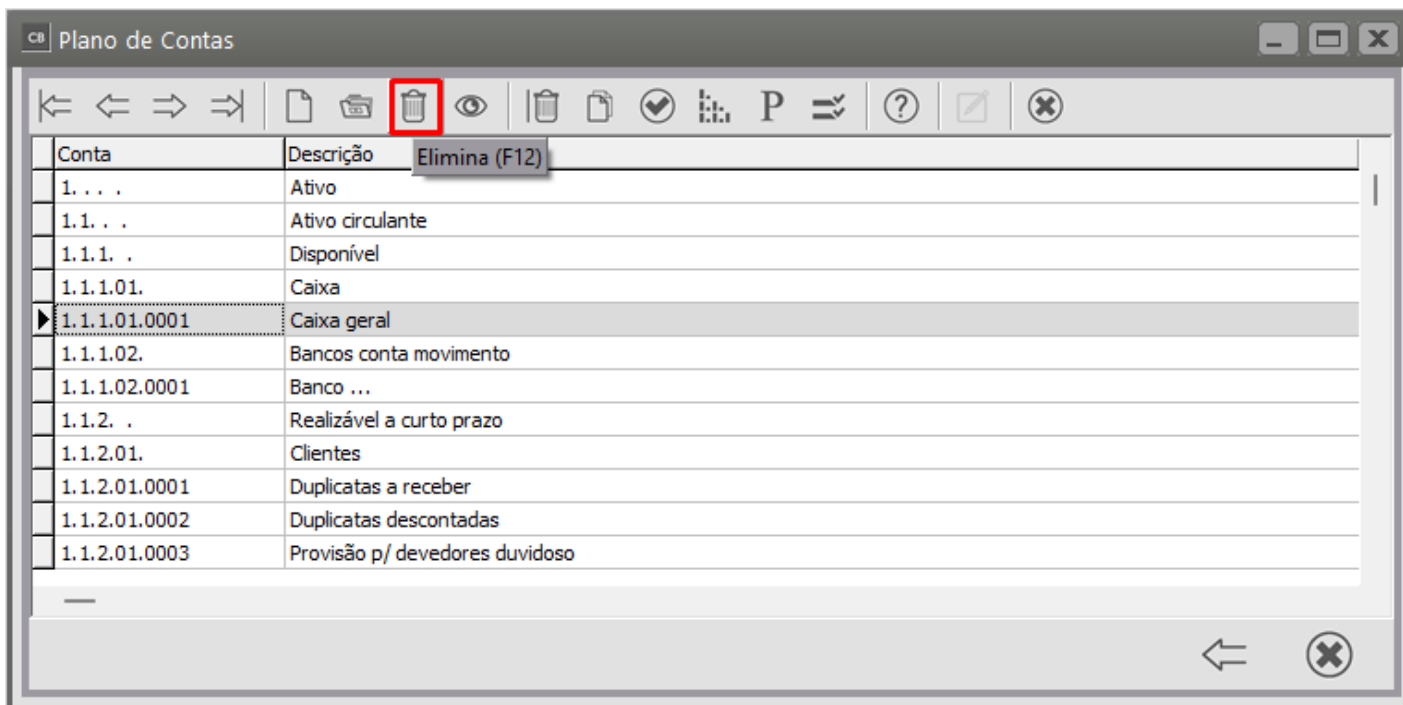 CB Plano de Contas
P
?
Conta Descrição Elimina (F12)
1. . . . Ativo
1.1. . . Ativo circulante
1.1.1. . Disponível
1.1.1.01. Caixa
1.1.1.01.0001 Caixa geral
1.1.1.02. Bancos conta movimento
1.1.1.02.0001 Banco ...
1.1.2. . Realizável a curto prazo
1.1.2.01. Clientes
1.1.2.01.0001 Duplicatas a receber
1.1.2.01.0002 Duplicatas descontadas
1.1.2.01.0003 Provisão p/ devedores duvidoso